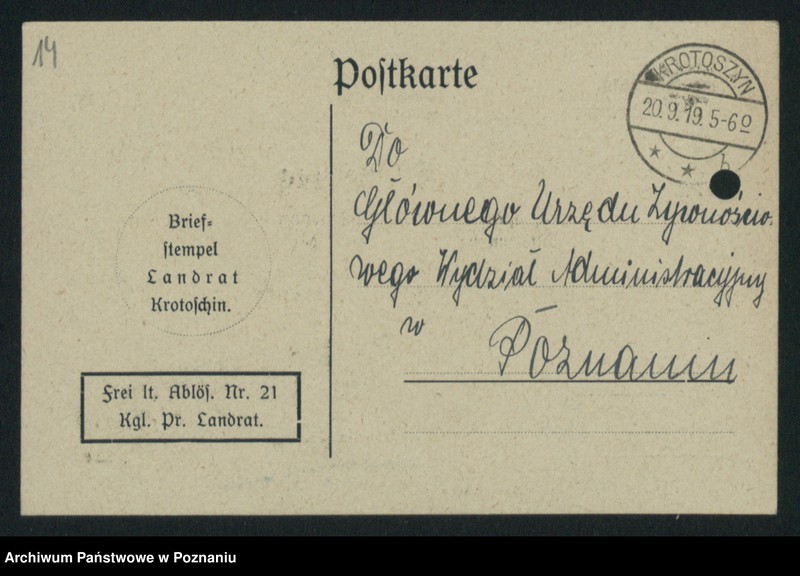 14
Postkarte
KROTOSZYN
20.9.19.5-6⁰
* * b
Do
Głównego Urzędu Żywnościo-
wego Wydział Administracyjny
w
Poznaniu
Brief=
stempel
Landrat
Krotoschin.
Frei lt. Ablös. Nr. 21
Kgl. Pr. Landrat.
Archiwum Państwowe w Poznaniu